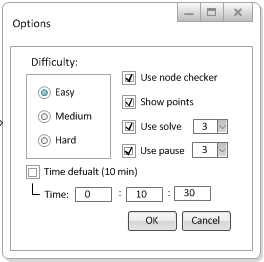 Options
Difficulty:
Easy
Medium
Hard
Use node checker
Show points
Use solve 3
Use pause 3
Time defualt (10 min)
Time: 0 : 10 : 30
OK Cancel